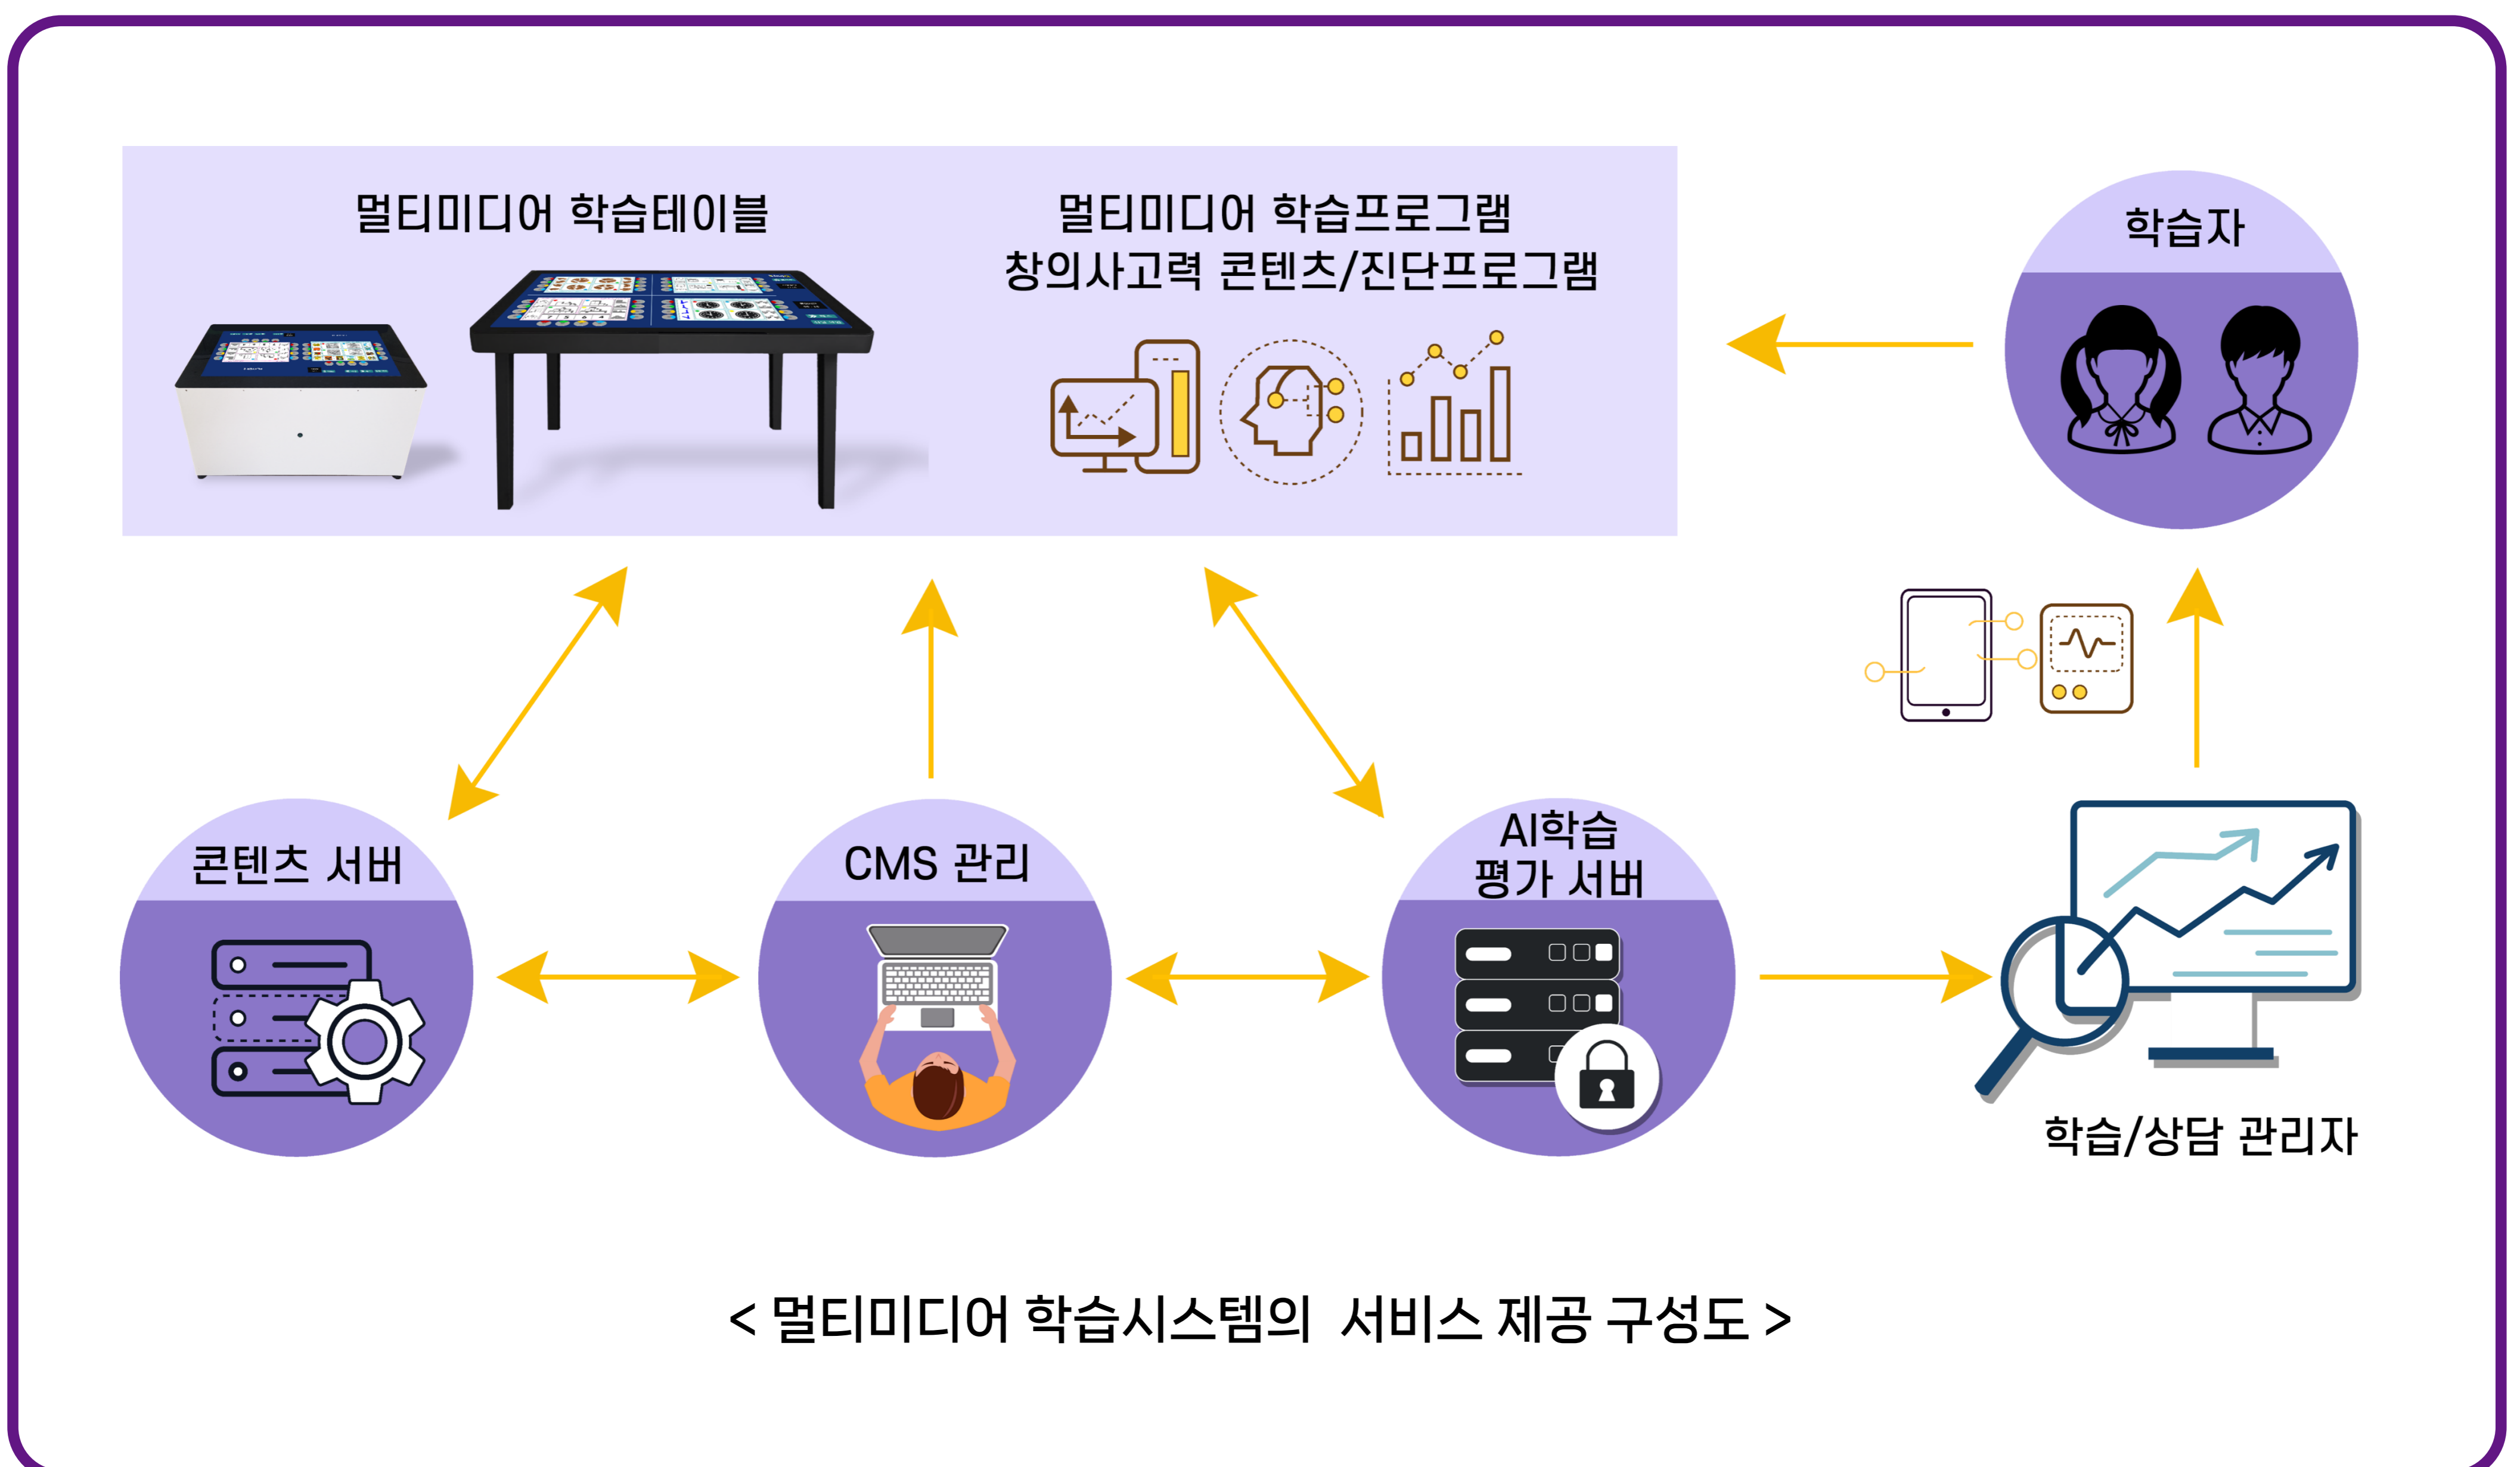 멀티미디어 학습테이블
멀티미디어 학습프로그램
창의사고력 콘텐츠/진단프로그램
학습자
콘텐츠 서버
CMS 관리
AI학습
평가 서버
학습/상담 관리자
< 멀티미디어 학습시스템의 서비스 제공 구성도 >